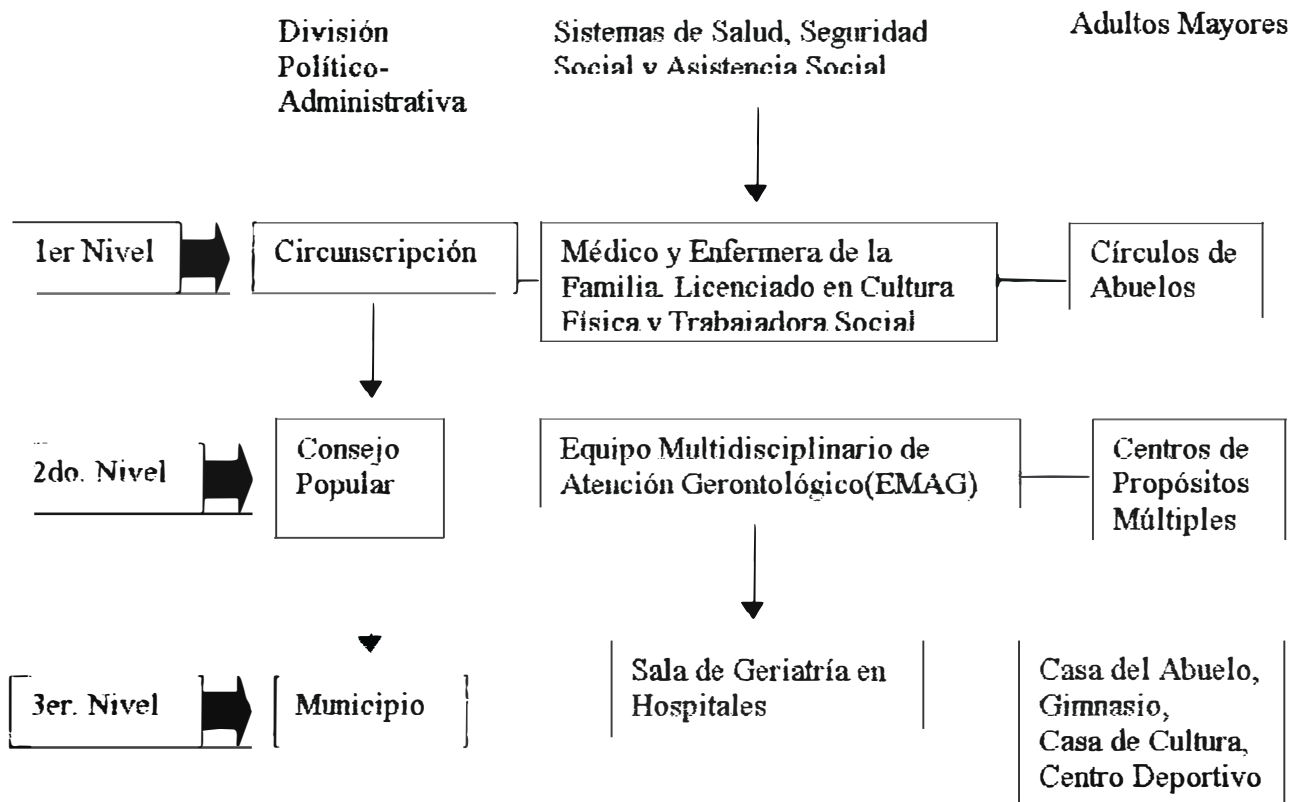 División
Político-
Administrativa
Sistemas de Salud, Seguridad
Social y Asistencia Social
Adultos Mayores
1er Nivel
Circunscripción
Médico y Enfermera de la
Familia. Licenciado en Cultura
Física y Trabajadora Social
Círculos de
Abuelos
2do. Nivel
Consejo
Popular
Equipo Multidisciplinario de
Atención Gerontológico(EMAG)
Centros de
Propósitos
Múltiples
3er. Nivel
Municipio
Sala de Geriatría en
Hospitales
Casa del Abuelo,
Gimnasio,
Casa de Cultura,
Centro Deportivo